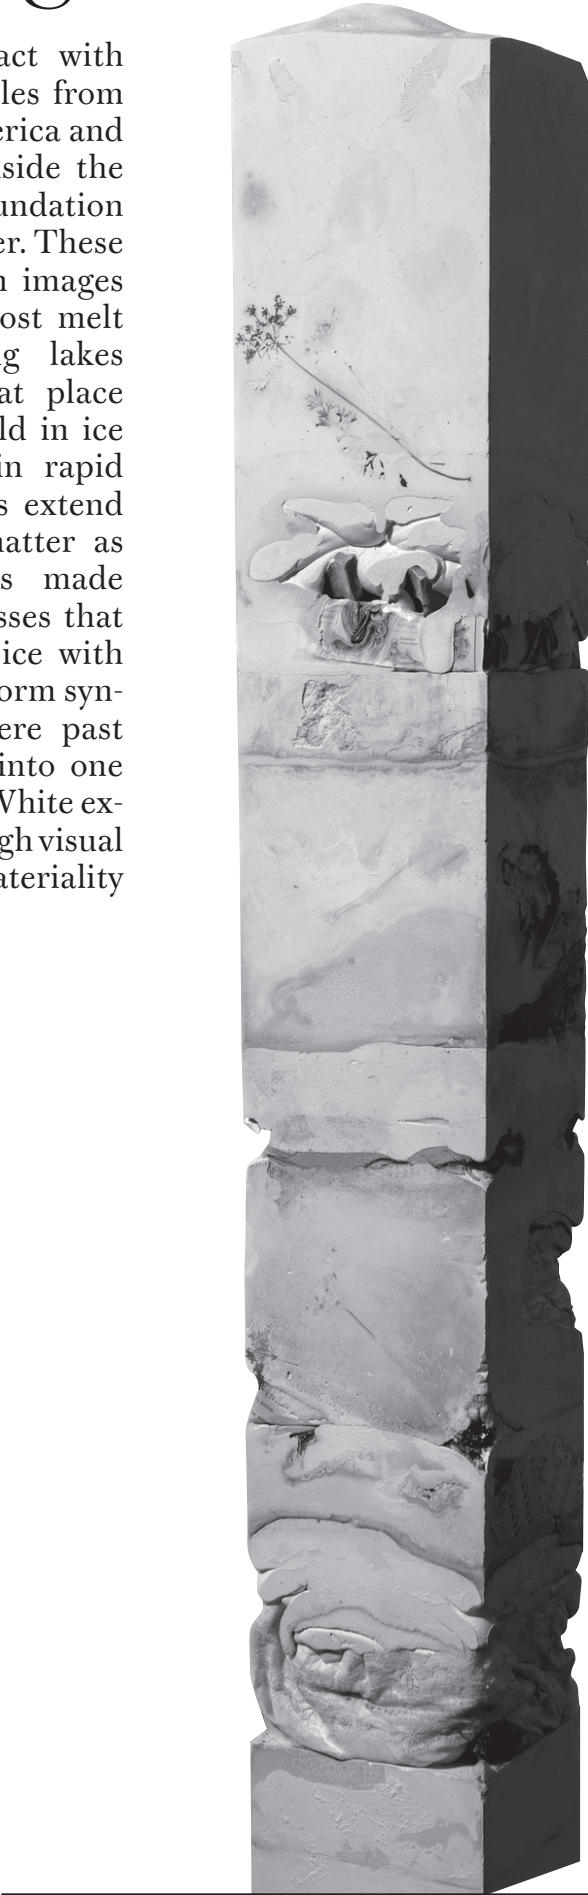 act with
les from
erica and
side the
undation
er. These
n images
ost melt
g lakes
at place
ld in ice
in rapid
s extend
natter as
s made
sses that
ice with
orm syn-
ere past
into one
White ex-
gh visual
ateriality